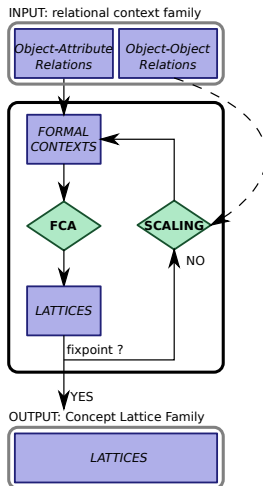 INPUT: relational context family
Object-Attribute
Relations
Object-Object
Relations
FORMAL
CONTEXTS
FCA
SCALING
NO
LATTICES
fixpoint ?
YES
OUTPUT: Concept Lattice Family
LATTICES